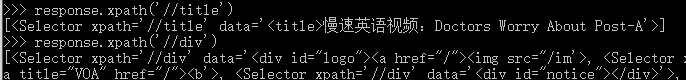 >>> response.xpath('//title')
[<Selector xpath='//title' data='<title>慢速英语视频：Doctors Worry About Post-A'>]
>>> response.xpath('//div')
[<Selector xpath='//div' data='<div id="logo"><a href="/"><img src="/im'>, <Selector x
a title="VOA" href="/"><b'>, <Selector xpath='//div' data='<div id="notice"></div>'>,